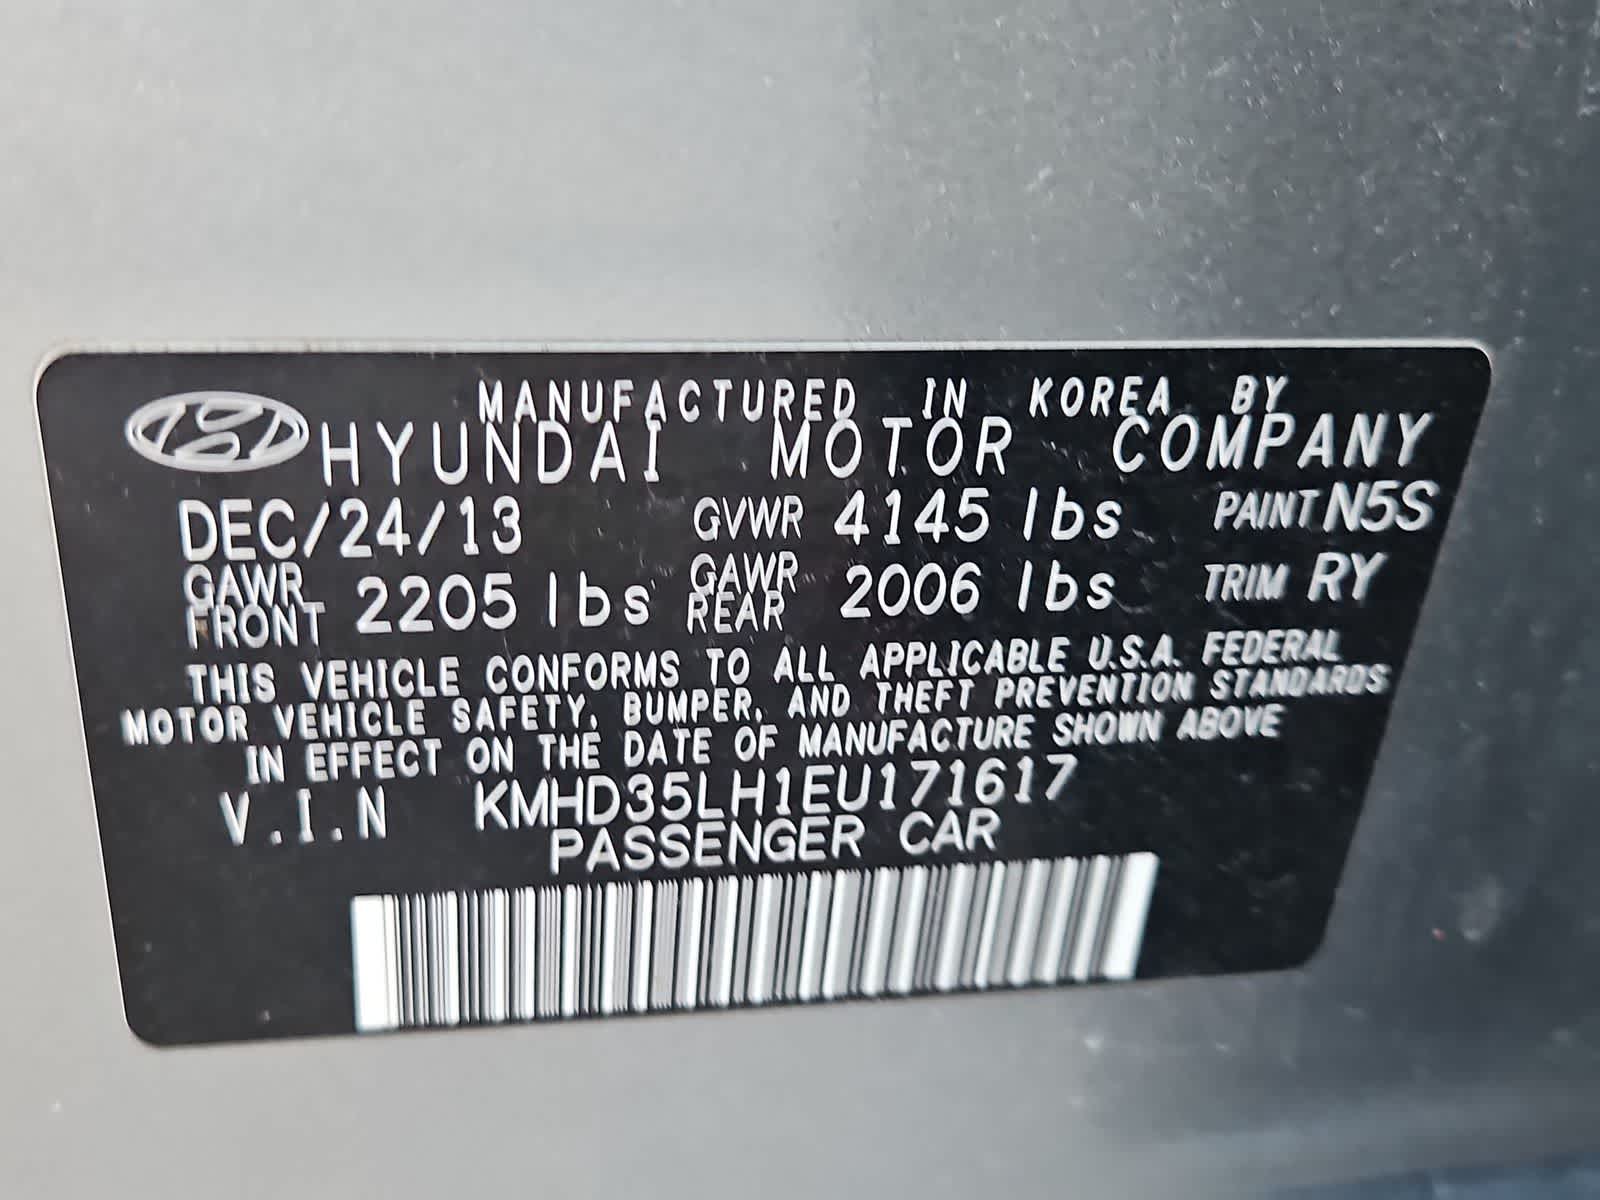 MANUFACTURED IN KOREA BY
HYUNDAI MOTOR COMPANY
DEC/24/13 GVWR 4145 lbs PAINT N5S
GAWR FRONT 2205 lbs GAWR REAR 2006 lbs TRIM RY
THIS VEHICLE CONFORMS TO ALL APPLICABLE U.S.A. FEDERAL
MOTOR VEHICLE SAFETY, BUMPER, AND THEFT PREVENTION STANDARDS
IN EFFECT ON THE DATE OF MANUFACTURE SHOWN ABOVE
V.I.N KMHD35LH1EU171617
PASSENGER CAR